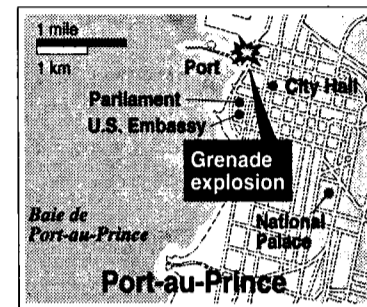 1 mile
1 km
Port
City Hall
Parliament
U.S. Embassy
Grenade
explosion
Baie de
Port-au-Prince
National
Palace
Port-au-Prince